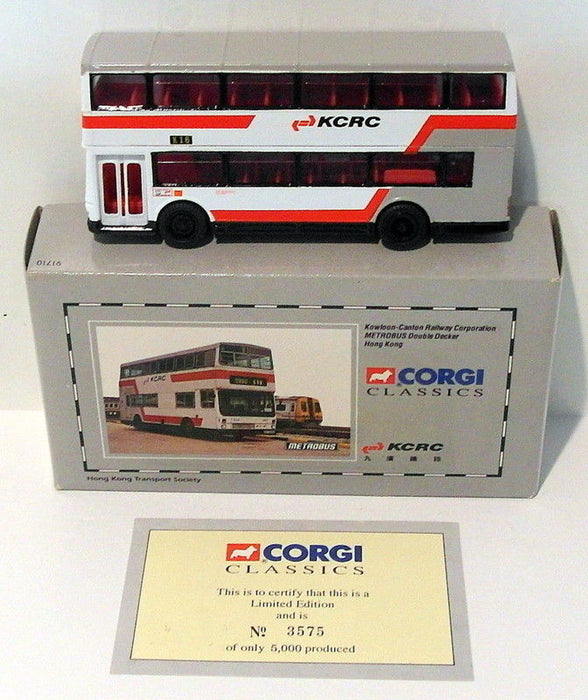 KCRC
K16
91710
Kowloon-Canton Railway Corporation
METROBUS Double Decker
Hong Kong
CORGI
CLASSICS
KCRC
METROBUS
KCRC
九 廣 鐵 路
Hong Kong Transport Society
CORGI
CLASSICS
This is to certify that this is a
Limited Edition
and is
Nº 3575
of only 5,000 produced